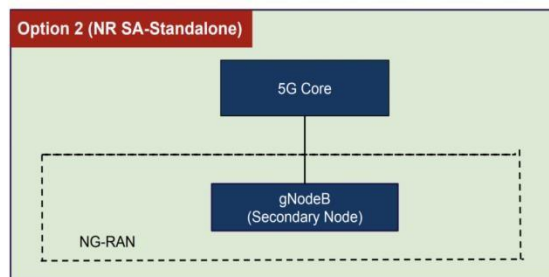 Option 2 (NR SA-Standalone)
5G Core
gNodeB
(Secondary Node)
NG-RAN